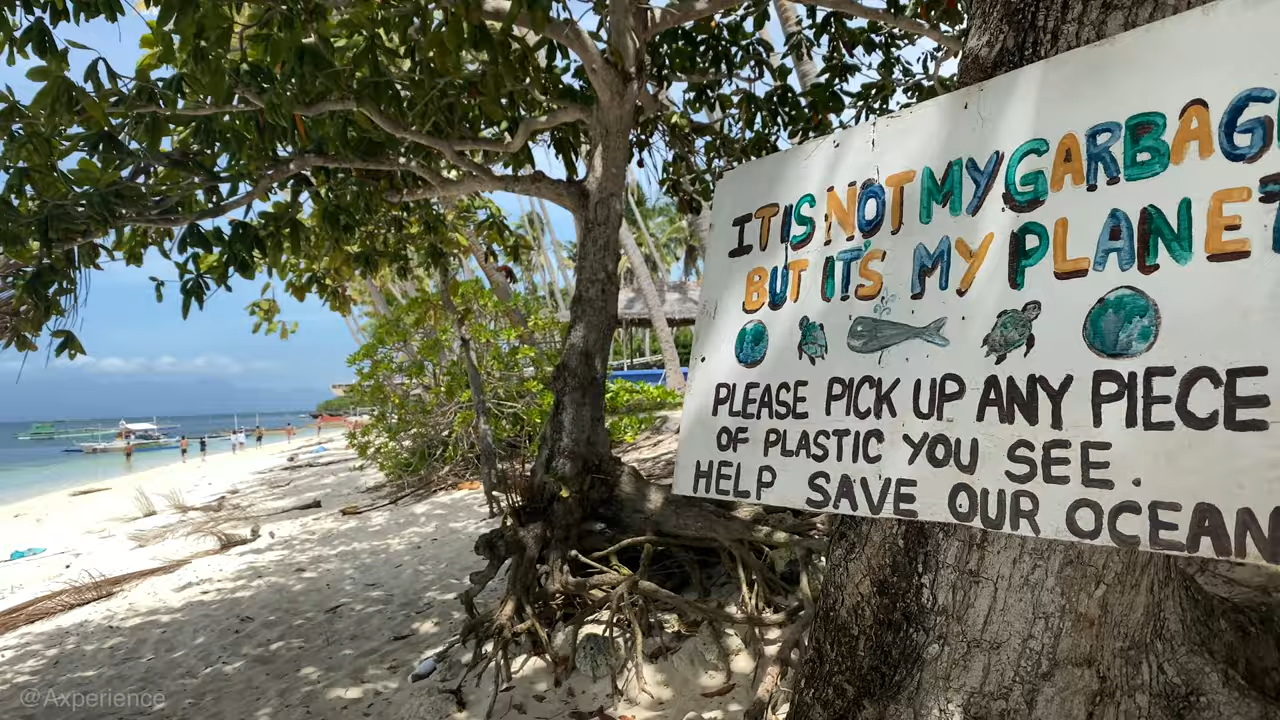 IT IS NOT MY GARBAG
BUT IT'S MY PLANET
PLEASE PICK UP ANY PIECE
OF PLASTIC YOU SEE.
HELP SAVE OUR OCEAN
@Axperience